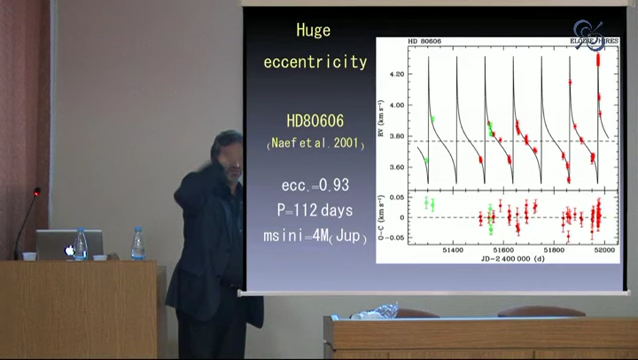 Huge
eccentricity
HD80606
(Naef et al. 2001)
ecc.=0.93
P=112 days
msini=4M(Jup)
HD 80606
ELODIE/HIRES
4.20
4.00
3.80
3.60
RV (km s⁻¹)
0.05
0
-0.05
O-C (km s⁻¹)
51400 51600 51800 52000
JD-2 400 000 (d)